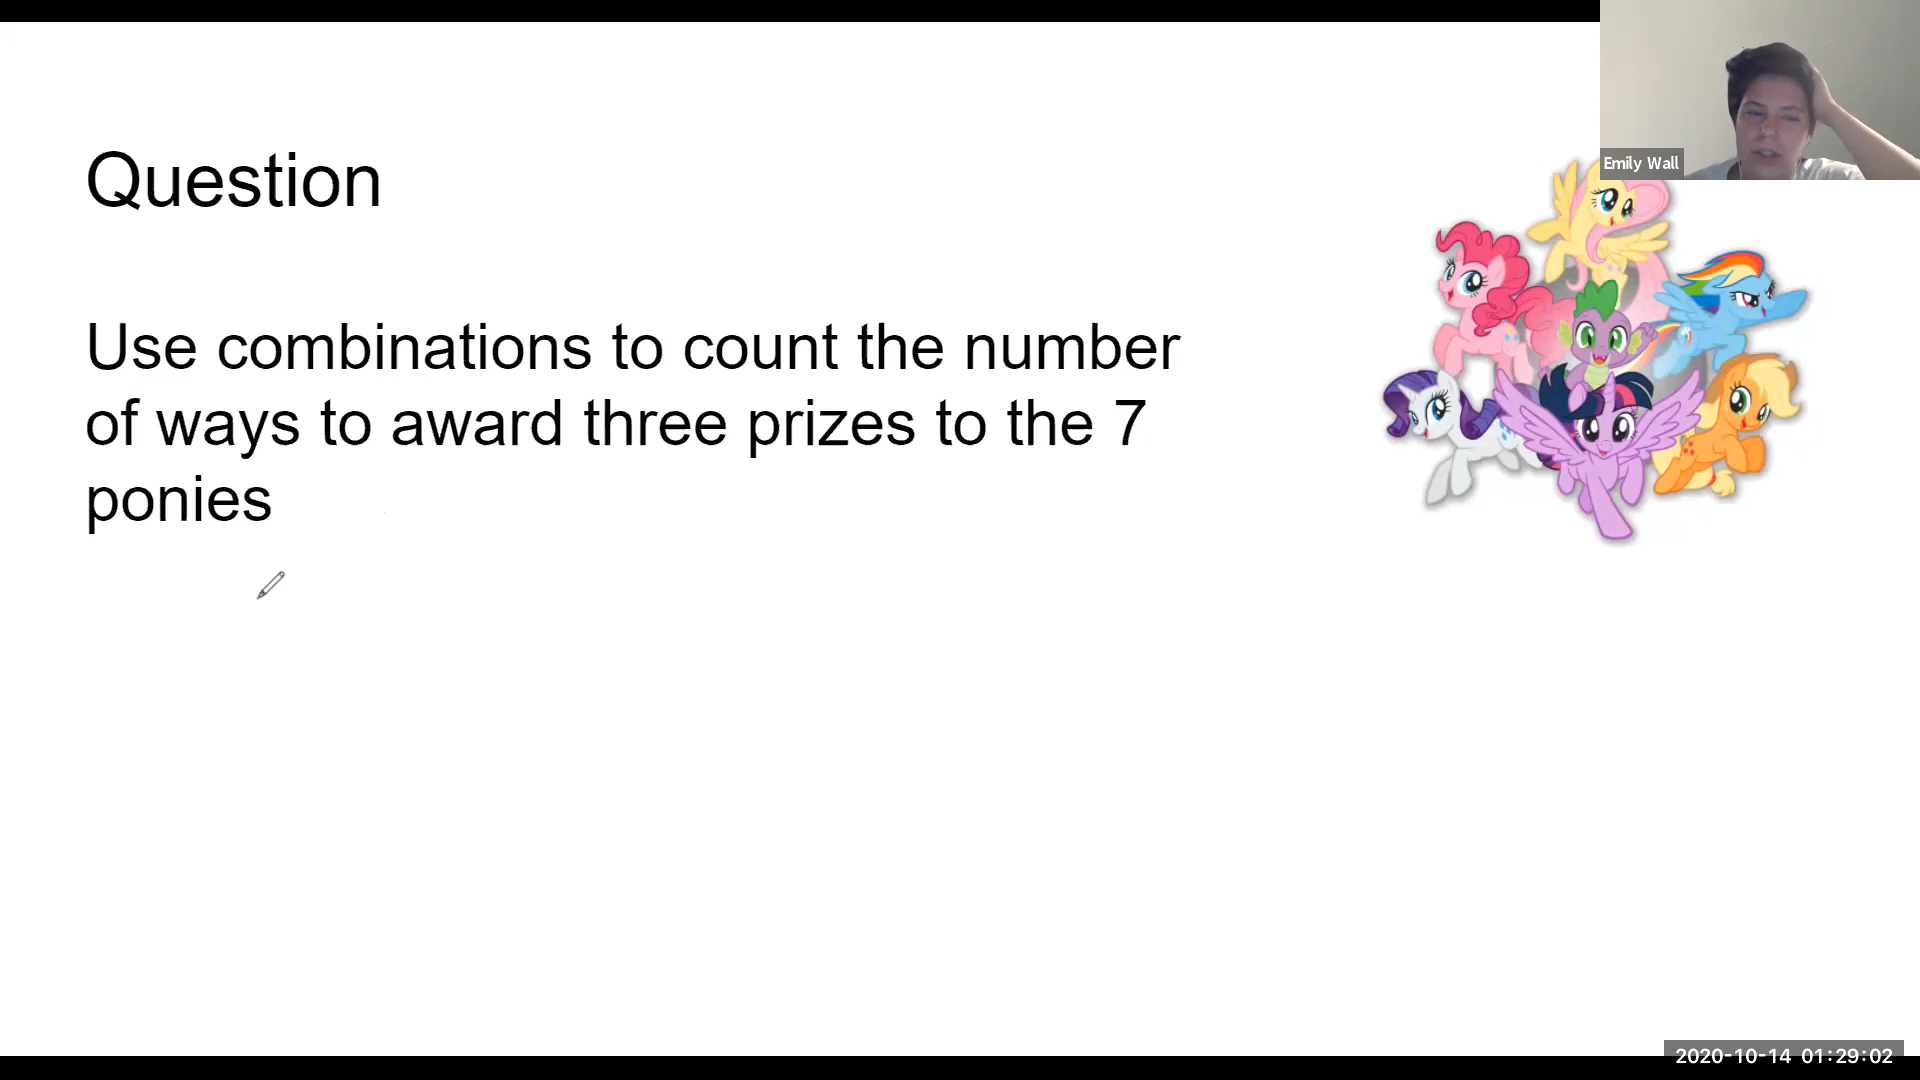 Emily Wall
Question
Use combinations to count the number
of ways to award three prizes to the 7
ponies
2020-10-14 01:29:02